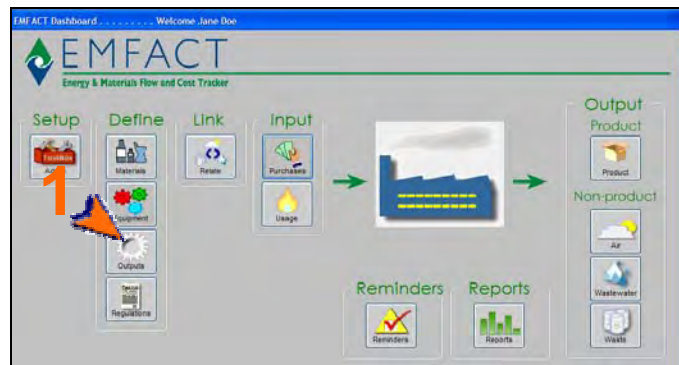 EMFACT Dashboard . . . . . . . . . Welcome Jane Doe
EMFACT
Energy & Materials Flow and Cost Tracker
Setup
Define
Link
Input
Output
Product
ToolBox
Materials
Relate
Purchases
Product
1
Equipment
Usage
Non-product
Air
Outputs
Wastewater
Regulations
Reminders
Reports
Reminders
Reports
Waste